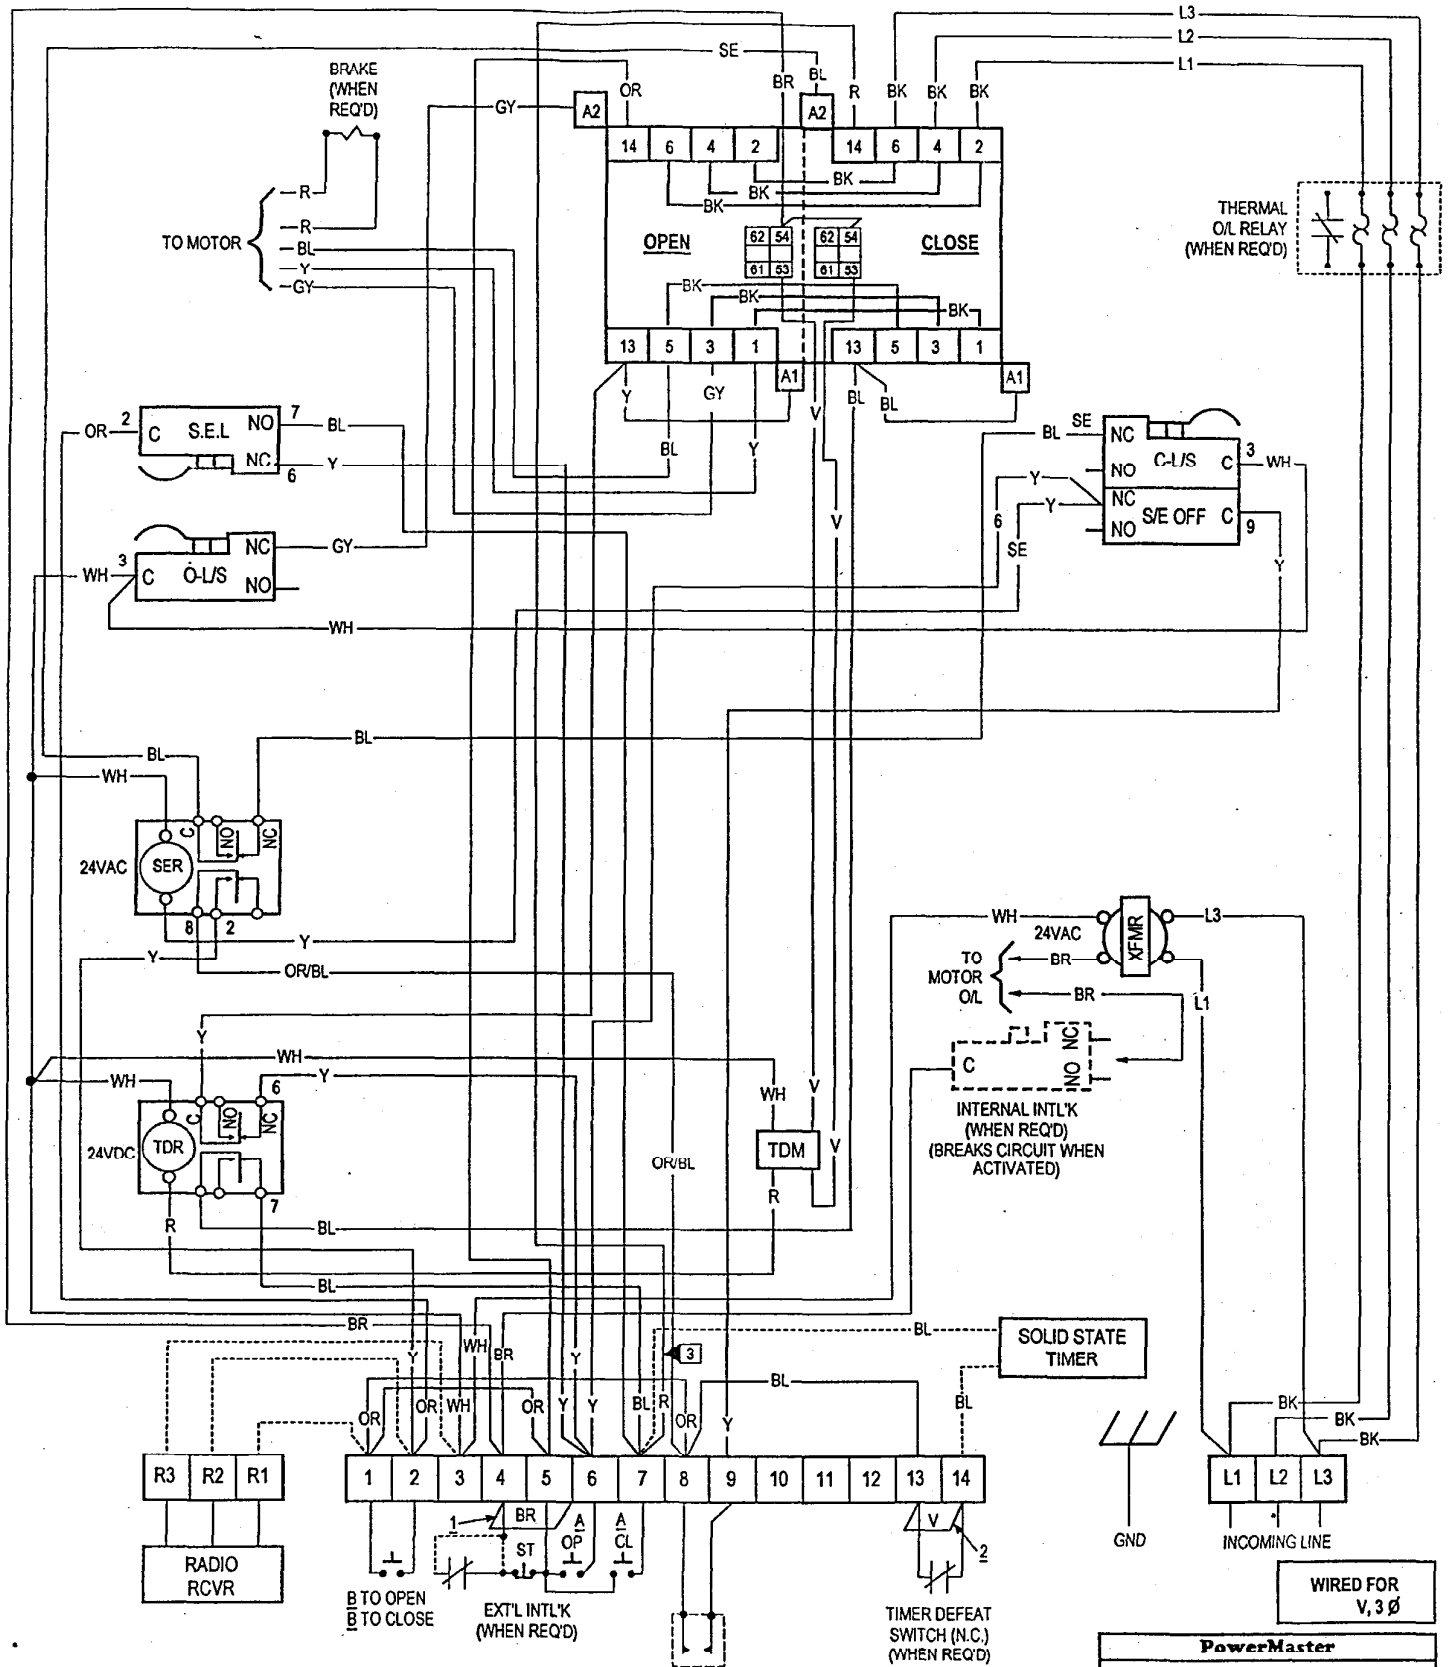 L3
L2
L1
SE
BRAKE
(WHEN
REQ'D)
BL
BR
R
BK
BK
BK
OR
GY
A2
A2
14
6
4
2
14
6
4
2
BK
BK
BK
R
R
BL
Y
GY
TO MOTOR
OPEN
62 54
61 53
62 54
61 53
CLOSE
THERMAL
O/L RELAY
(WHEN REQ'D)
BK
BK
BK
13
5
3
1
13
5
3
1
A1
A1
Y
GY
BL
BL
V
BL
Y
OR
2
C
S.E.L
NO
7
BL
NC
6
Y
Y
V
BL
SE
NC
C-L/S
C
3
WH
NO
NC
S/E OFF
C
9
NO
Y
Y
6
SE
Y
WH
3
C
O-L/S
NC
NO
GY
WH
BL
BL
WH
24VAC
SER
C
NO
NC
8
2
Y
Y
OR/BL
WH
24VAC
XFMR
L3
BR
TO
MOTOR
O/L
BR
L1
C
NC
NO
INTERNAL INTL'K
(WHEN REQ'D)
(BREAKS CIRCUIT WHEN
ACTIVATED)
Y
WH
WH
Y
6
24VDC
TDR
C
NO
NC
7
R
BL
BL
WH
V
V
TDM
R
OR/BL
BR
WH
BR
Y
OR
WH
OR
OR
Y
Y
Y
BL
R
OR
3
BL
Y
BL
BL
SOLID STATE
TIMER
BK
BK
BK
R3
R2
R1
1
2
3
4
5
6
7
8
9
10
11
12
13
14
L1
L2
L3
RADIO
RCVR
B TO OPEN
B TO CLOSE
1
BR
ST
A
OP
A
CL
EXT'L INTL'K
(WHEN REQ'D)
V
2
TIMER DEFEAT
SWITCH (N.C.)
(WHEN REQ'D)
GND
INCOMING LINE
WIRED FOR
V, 3 Ø
PowerMaster